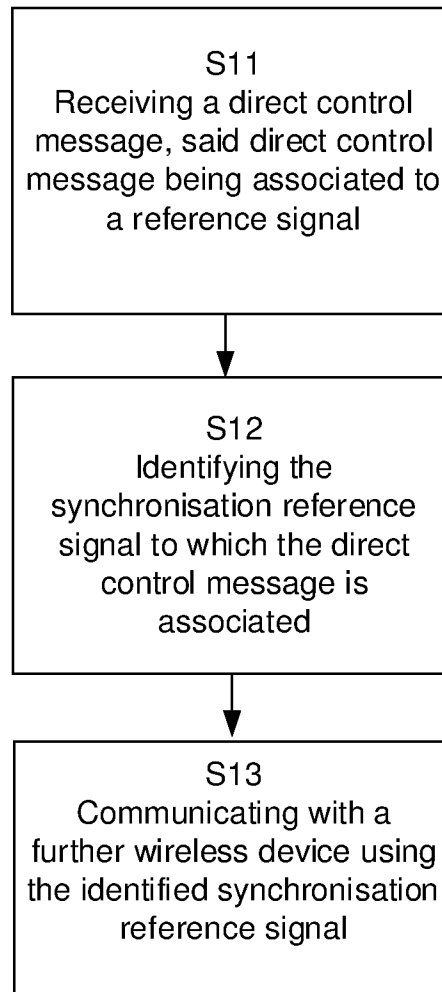 S11
Receiving a direct control
message, said direct control
message being associated to
a reference signal
S12
Identifying the
synchronisation reference
signal to which the direct
control message is
associated
S13
Communicating with a
further wireless device using
the identified synchronisation
reference signal